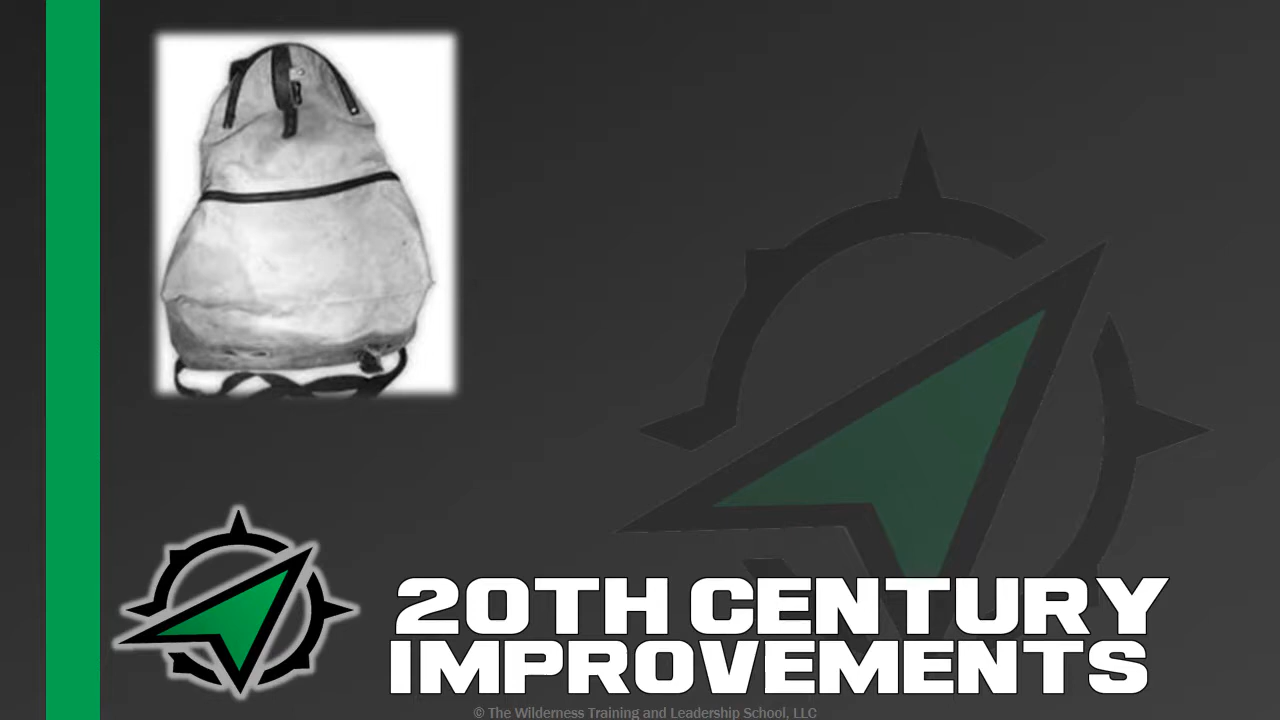 20TH CENTURY
IMPROVEMENTS
© The Wilderness Training and Leadership School, LLC